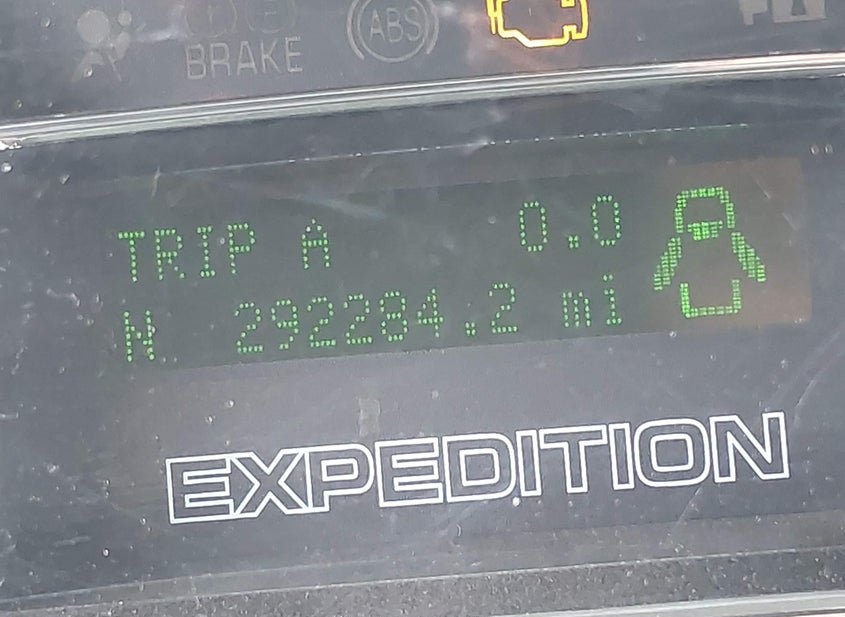 BRAKE
ABS
TRIP A 0.0
N 292284.2 mi
EXPEDITION